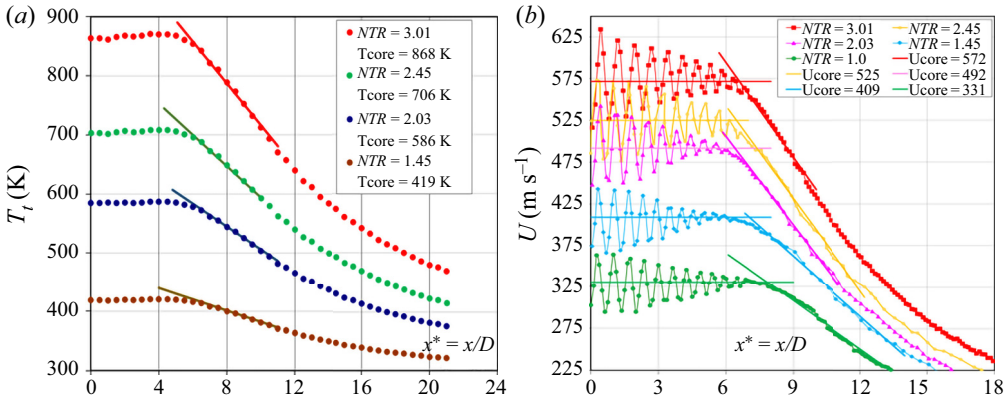 (a)
900
800
700
600
500
400
300
T_t (K)
NTR = 3.01
Tcore = 868 K
NTR = 2.45
Tcore = 706 K
NTR = 2.03
Tcore = 586 K
NTR = 1.45
Tcore = 419 K
x* = x/D
0 4 8 12 16 20 24
(b)
625
575
525
475
425
375
325
275
225
U (m s⁻¹)
NTR = 3.01 NTR = 2.45
NTR = 2.03 NTR = 1.45
NTR = 1.0 Ucore = 572
Ucore = 525 Ucore = 492
Ucore = 409 Ucore = 331
x* = x/D
0 3 6 9 12 15 18